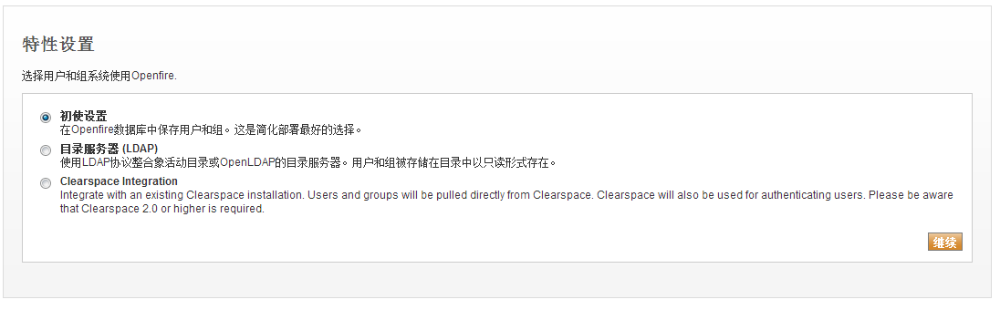 特性设置
选择用户和组系统使用Openfire.
初使设置
在Openfire数据库中保存用户和组。这是简化部署最好的选择。
目录服务器 (LDAP)
使用LDAP协议整合象活动目录或OpenLDAP的目录服务器。用户和组被存储在目录中以只读形式存在。
Clearspace Integration
Integrate with an existing Clearspace installation. Users and groups will be pulled directly from Clearspace. Clearspace will also be used for authenticating users. Please be aware
that Clearspace 2.0 or higher is required.
继续